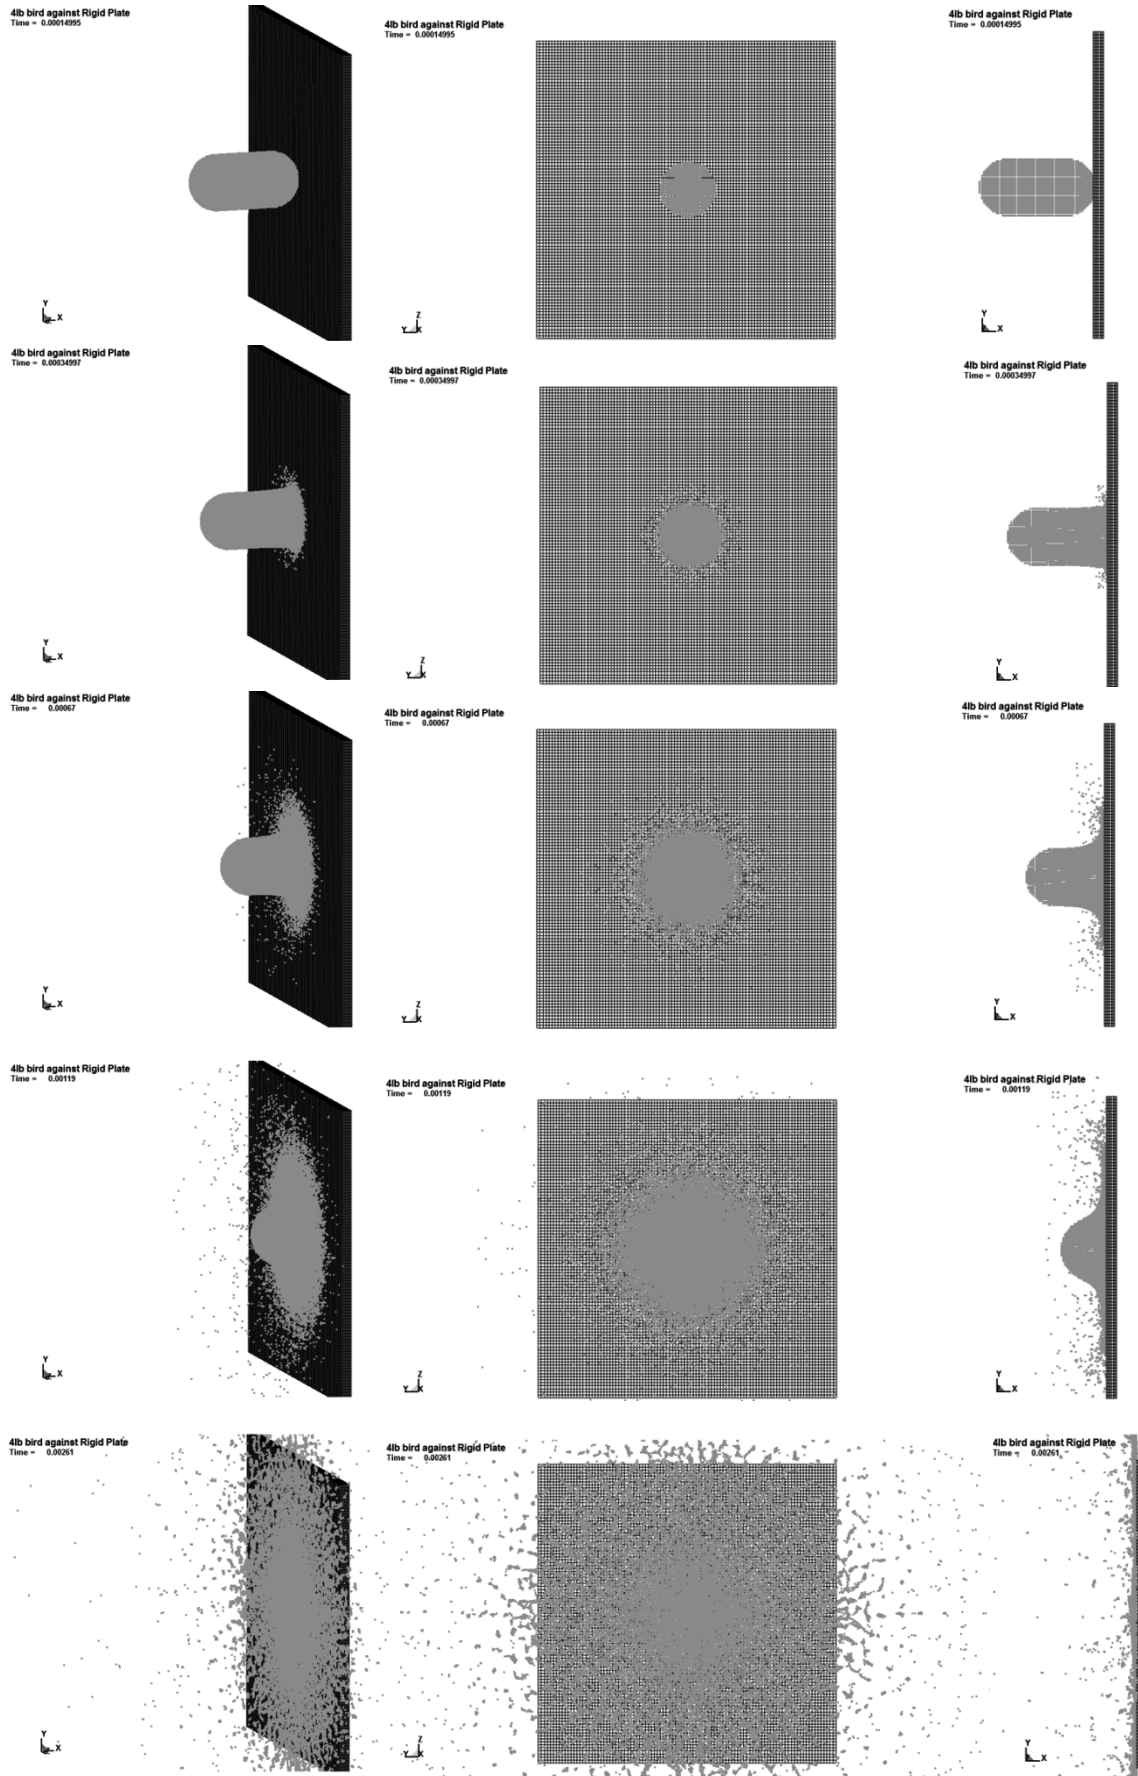 4lb bird against Rigid Plate
Time = 0.00014995
Y
X
4lb bird against Rigid Plate
Time = 0.00014995
Z
Y X
4lb bird against Rigid Plate
Time = 0.00014995
Y
X
4lb bird against Rigid Plate
Time = 0.00034997
Y
X
4lb bird against Rigid Plate
Time = 0.00034997
Z
Y X
4lb bird against Rigid Plate
Time = 0.00034997
Y
X
4lb bird against Rigid Plate
Time = 0.00067
Y
X
4lb bird against Rigid Plate
Time = 0.00067
Z
Y X
4lb bird against Rigid Plate
Time = 0.00067
Y
X
4lb bird against Rigid Plate
Time = 0.00119
Y
X
4lb bird against Rigid Plate
Time = 0.00119
Z
Y X
4lb bird against Rigid Plate
Time = 0.00119
Y
X
4lb bird against Rigid Plate
Time = 0.00261
Y
X
4lb bird against Rigid Plate
Time = 0.00261
Z
Y X
4lb bird against Rigid Plate
Time = 0.00261
Y
X